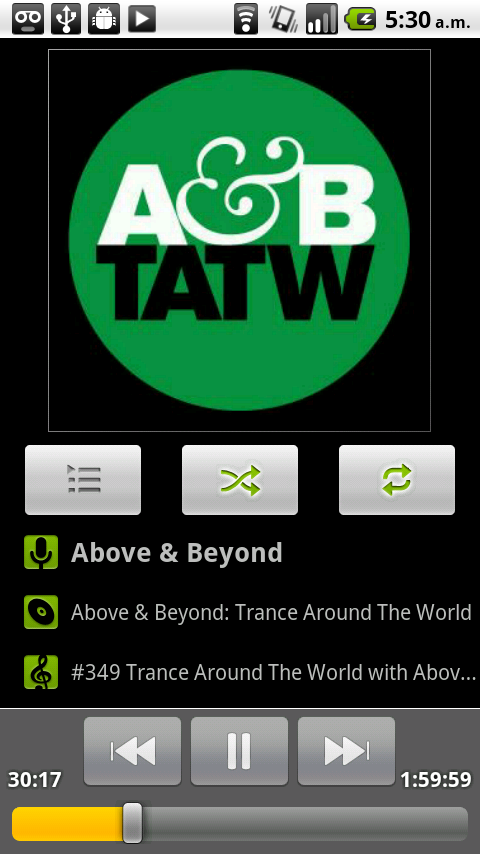 5:30 a.m.
A&B
TATW
Above & Beyond
Above & Beyond: Trance Around The World
#349 Trance Around The World with Abov...
30:17
1:59:59